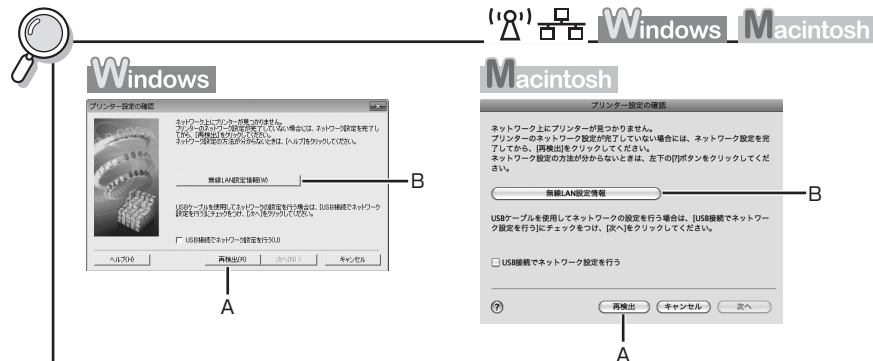 Windows Macintosh
Windows
プリンター設定の確認
ネットワーク上にプリンターが見つかりません。
プリンターのネットワーク設定が完了していない場合には、ネットワーク設定を完了し
てから、[再検出]をクリックしてください。
ネットワーク設定の方法が分からないときは、[ヘルプ]をクリックしてください。
無線LAN設定情報(W)
B
USBケーブルを使用してネットワークの設定を行う場合は、[USB接続でネットワーク
設定を行う]にチェックをつけ、[次へ]をクリックしてください。
USB接続でネットワーク設定を行う(U)
ヘルプ(H) 再検出(R) 次へ(N) > キャンセル
A
Macintosh
プリンター設定の確認
ネットワーク上にプリンターが見つかりません。
プリンターのネットワーク設定が完了していない場合には、ネットワーク設定を完
了してから、[再検出]をクリックしてください。
ネットワーク設定の方法が分からないときは、左下の[?]ボタンをクリックしてくだ
さい。
無線LAN設定情報
B
USBケーブルを使用してネットワークの設定を行う場合は、[USB接続でネットワー
ク設定を行う]にチェックをつけ、[次へ]をクリックしてください。
USB接続でネットワーク設定を行う
? 再検出 キャンセル 次へ
A